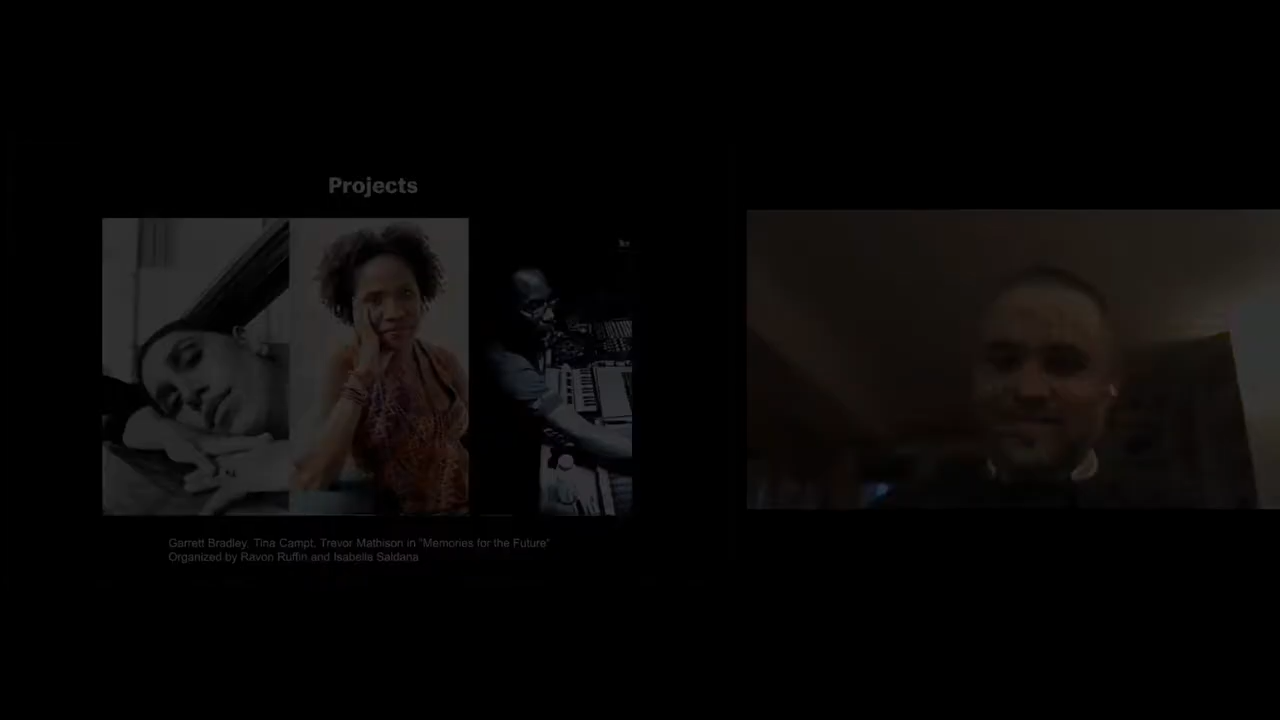 Projects
Garrett Bradley, Tina Campt, Trevor Mathison in "Memories for the Future"
Organized by Ravon Ruffin and Isabella Saldana